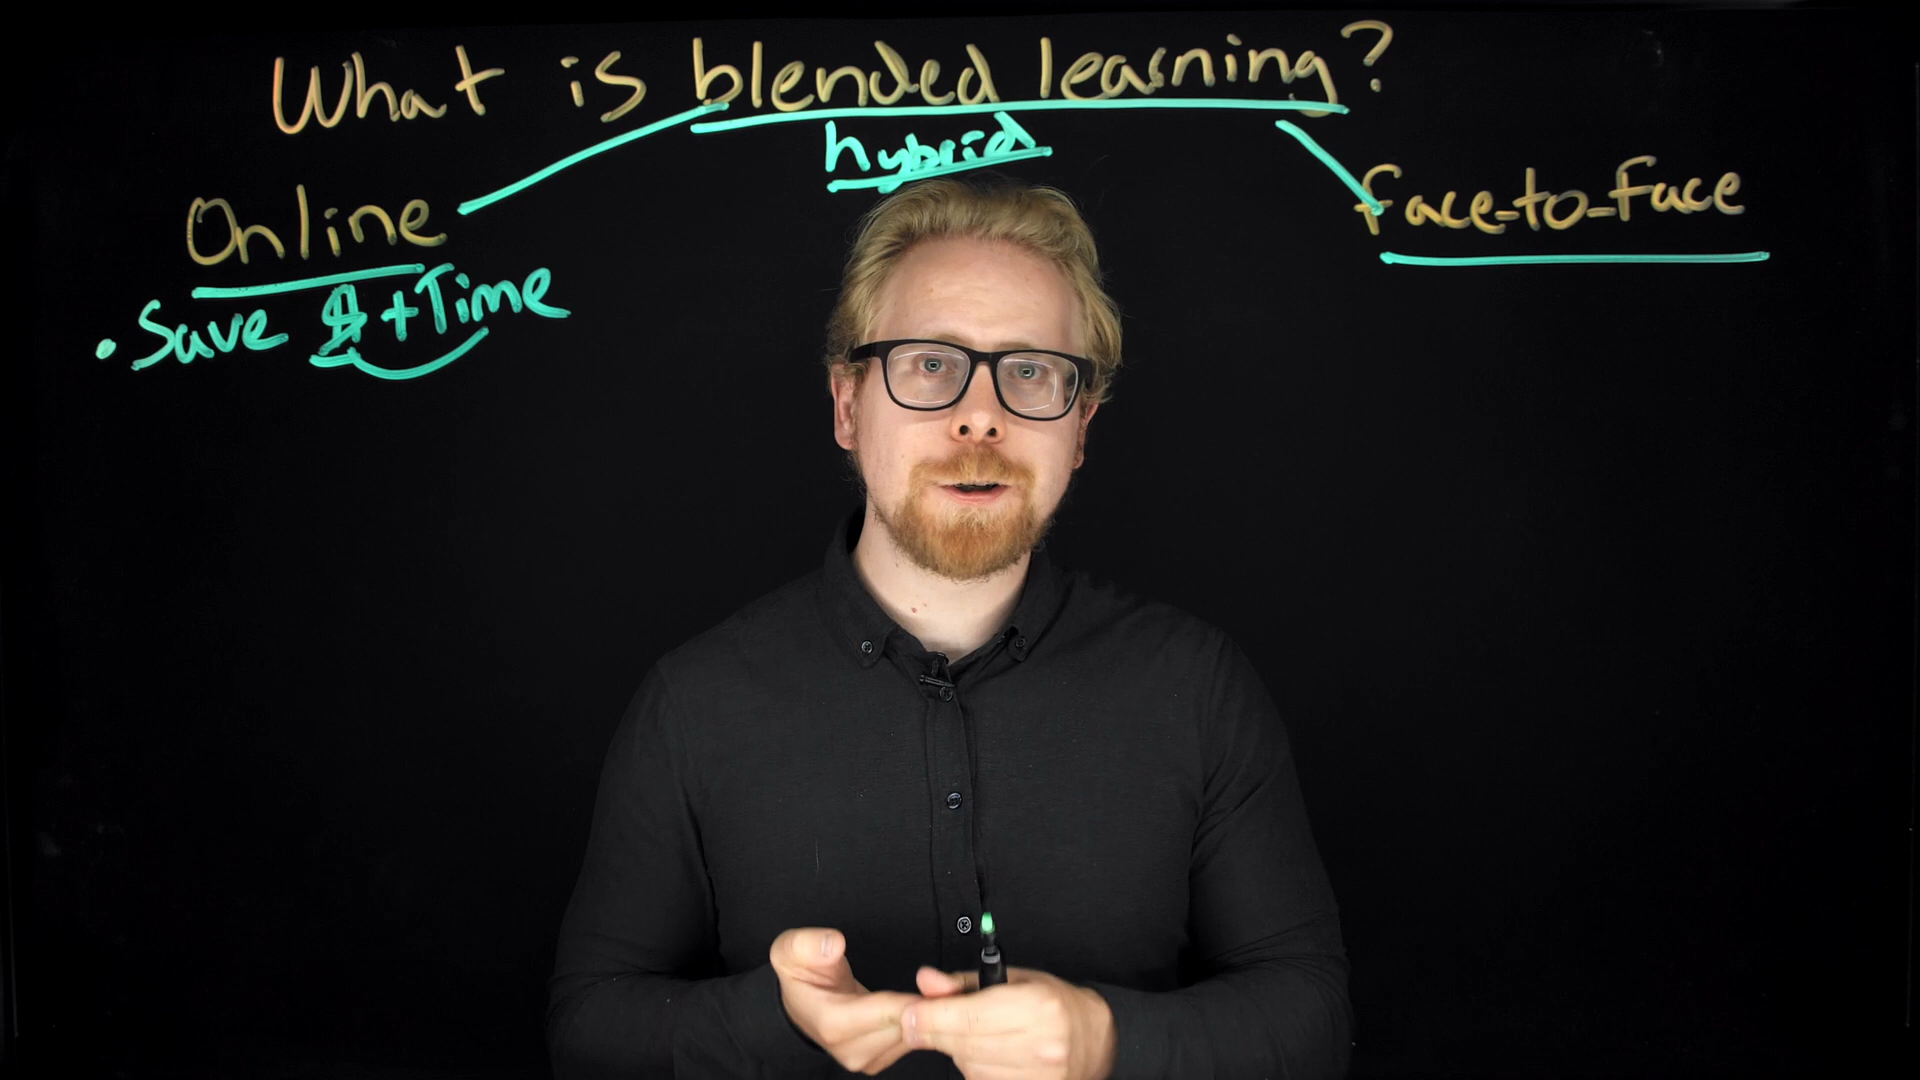 What is blended learning?
hybrid
Online
face-to-face
• Save $ + Time